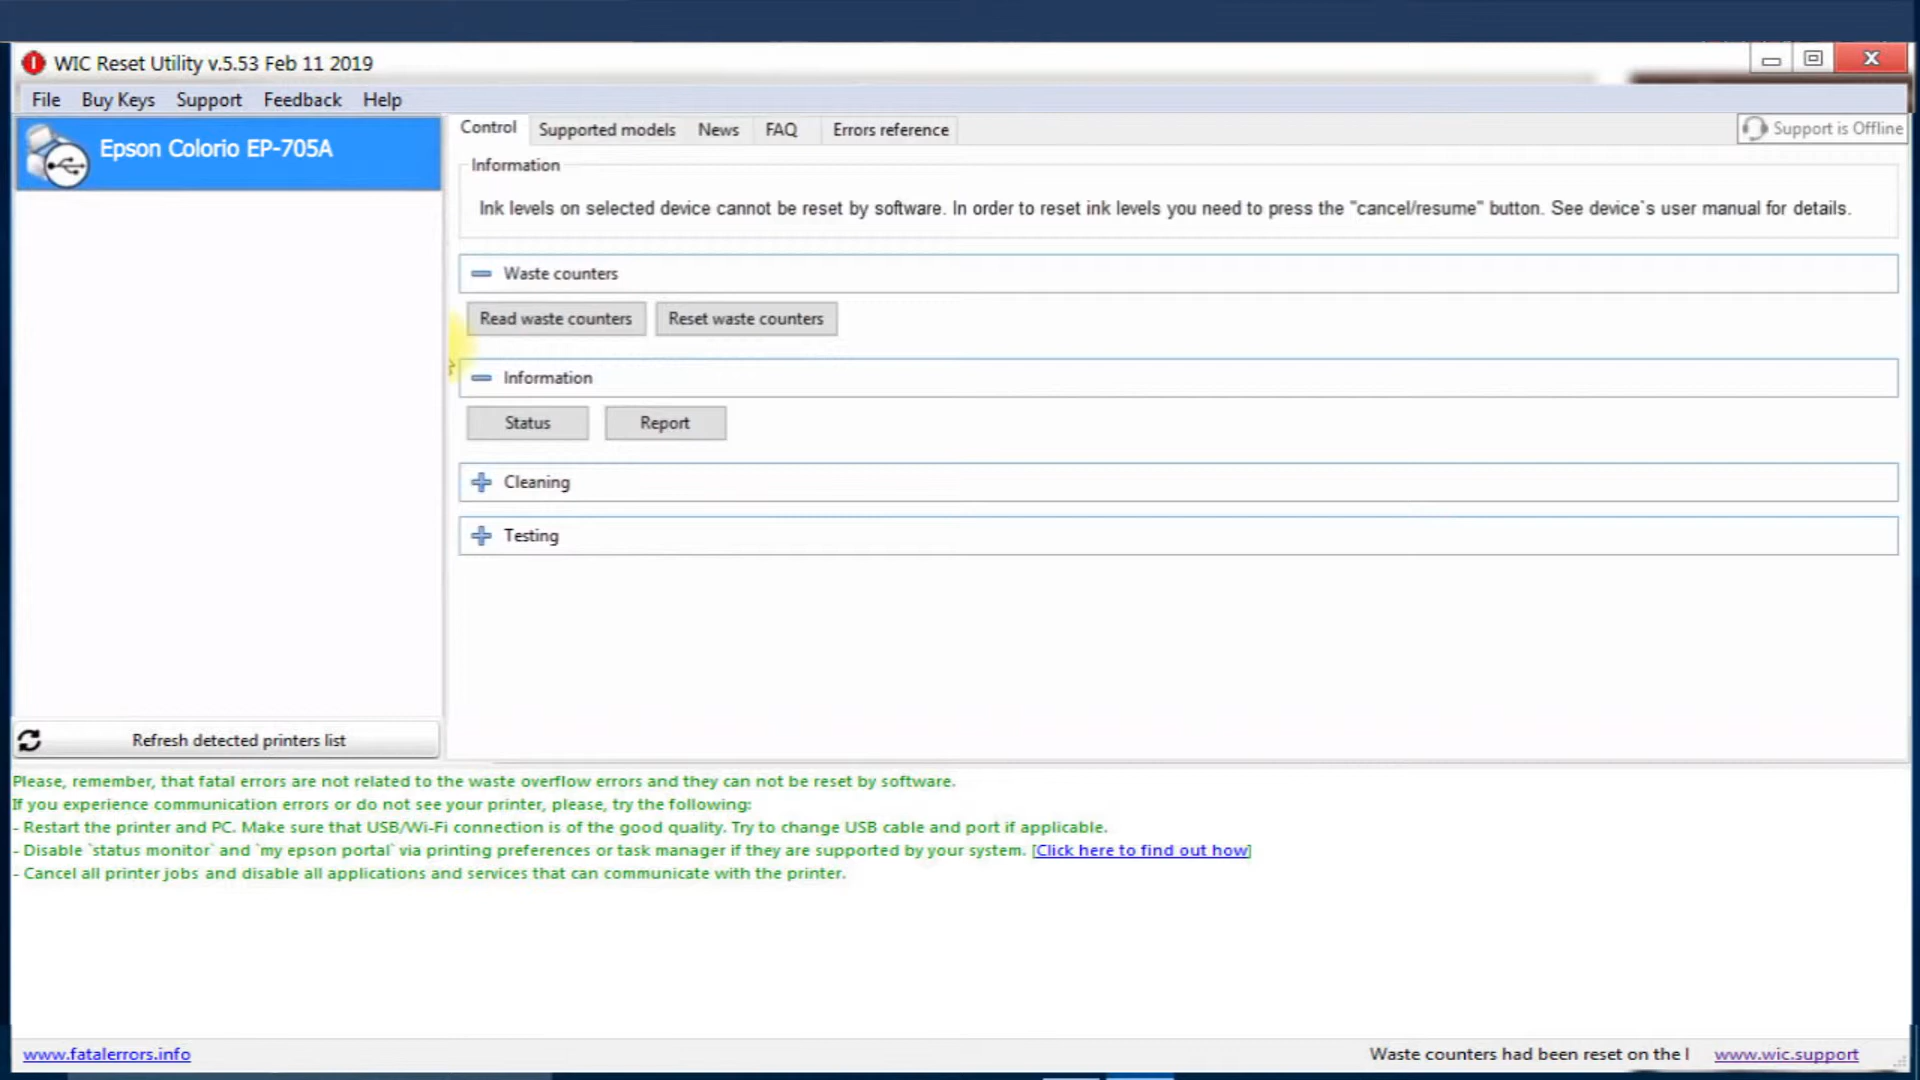 WIC Reset Utility v.5.53 Feb 11 2019
File Buy Keys Support Feedback Help
Epson Colorio EP-705A
Control Supported models News FAQ Errors reference
Support is Offline
Information
Ink levels on selected device cannot be reset by software. In order to reset ink levels you need to press the "cancel/resume" button. See device`s user manual for details.
Waste counters
Read waste counters Reset waste counters
Information
Status Report
Cleaning
Testing
Refresh detected printers list
Please, remember, that fatal errors are not related to the waste overflow errors and they can not be reset by software.
If you experience communication errors or do not see your printer, please, try the following:
- Restart the printer and PC. Make sure that USB/Wi-Fi connection is of the good quality. Try to change USB cable and port if applicable.
- Disable `status monitor` and `my epson portal` via printing preferences or task manager if they are supported by your system. [Click here to find out how]
- Cancel all printer jobs and disable all applications and services that can communicate with the printer.
www.fatalerrors.info
Waste counters had been reset on the
www.wic.support